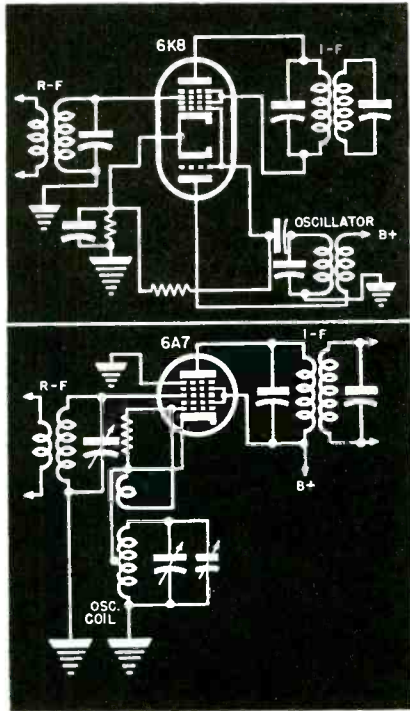 6K8
I-F
R-F
OSCILLATOR
B+
6A7
I-F
R-F
B+
OSC.
COIL